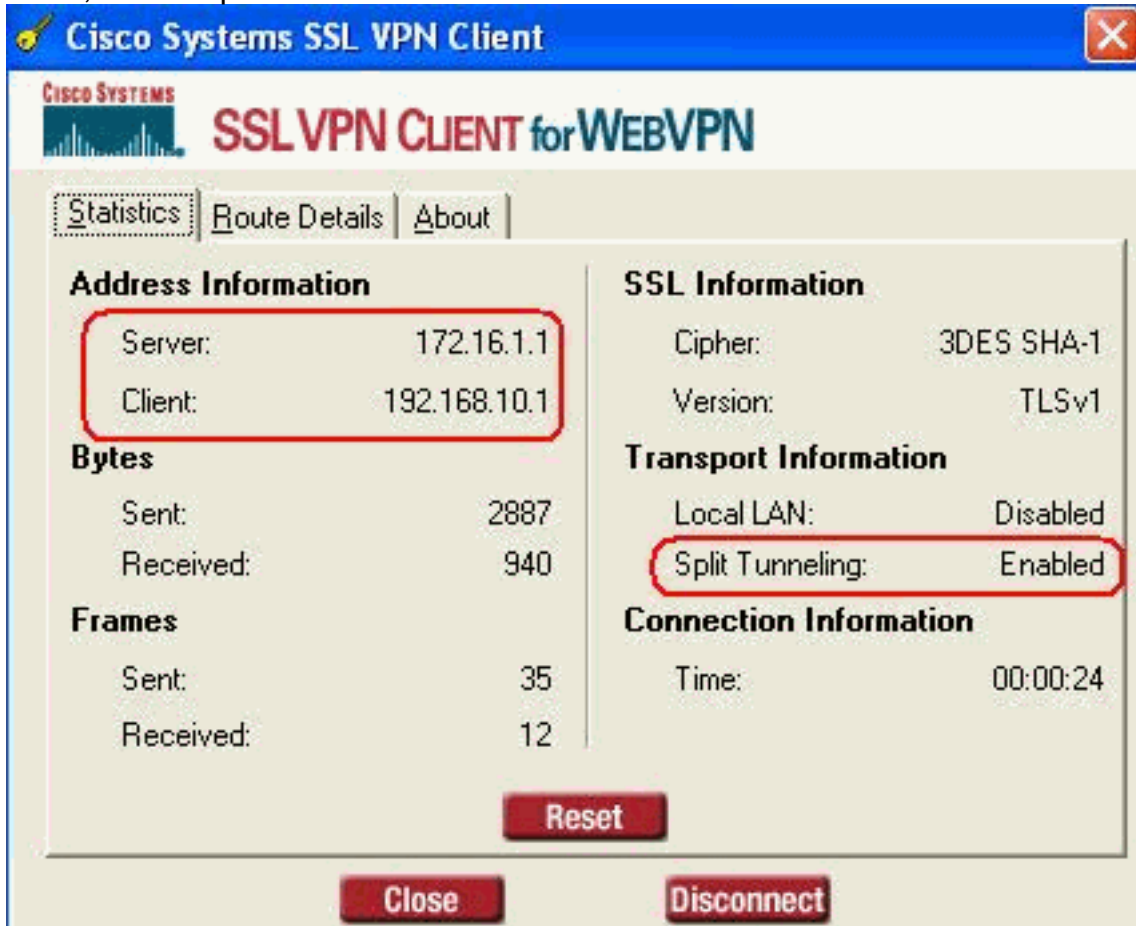 Cisco Systems SSL VPN Client
CISCO SYSTEMS
SSL VPN CLIENT for WEBVPN
Statistics Route Details About
Address Information
Server: 172.16.1.1
Client: 192.168.10.1
Bytes
Sent: 2887
Received: 940
Frames
Sent: 35
Received: 12
SSL Information
Cipher: 3DES SHA-1
Version: TLSv1
Transport Information
Local LAN: Disabled
Split Tunneling: Enabled
Connection Information
Time: 00:00:24
Reset
Close Disconnect